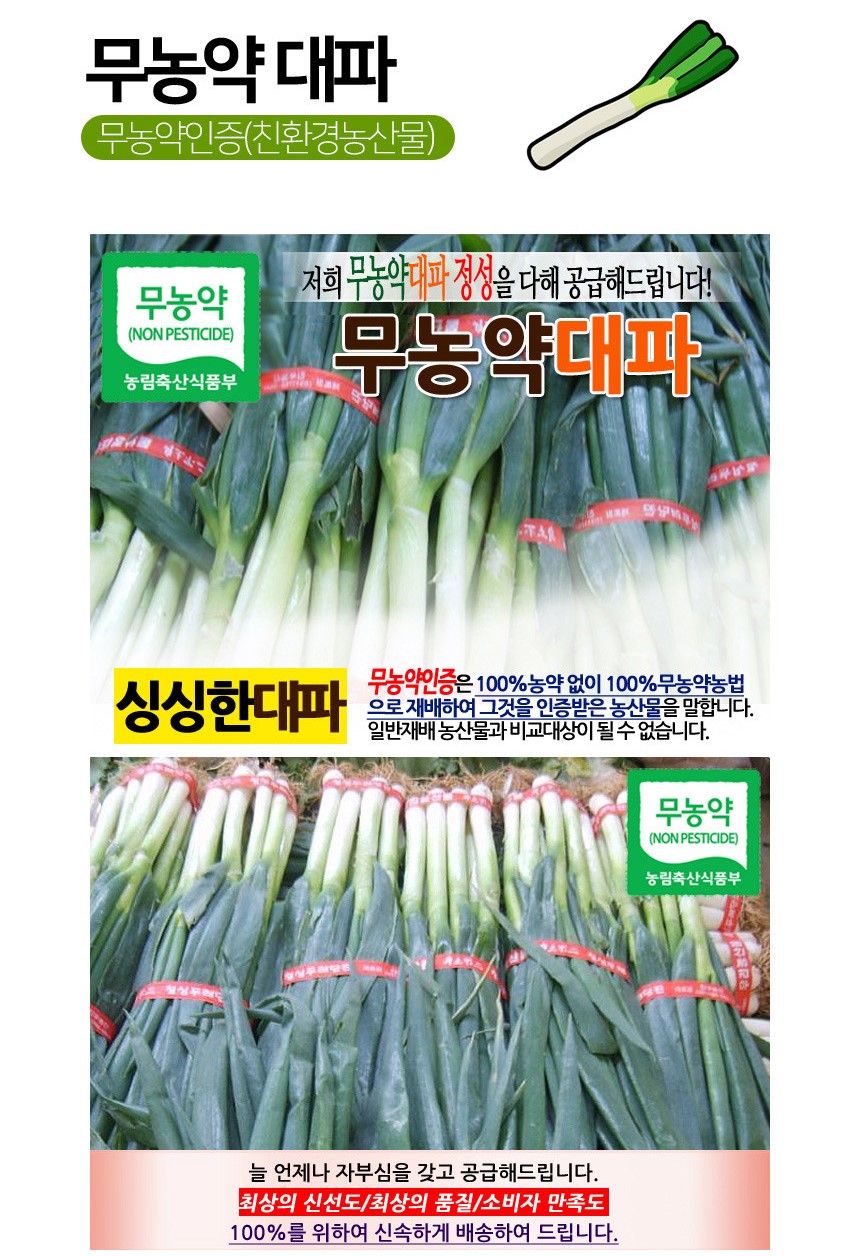 무농약 대파
무농약인증(친환경농산물)
무농약
(NON PESTICIDE)
농림축산식품부
저희 무농약대파 정성을 다해 공급해드립니다!
무농약대파
싱싱한대파
무농약인증은 100%농약 없이 100%무농약농법
으로 재배하여 그것을 인증받은 농산물을 말합니다.
일반재배 농산물과 비교대상이 될 수 없습니다.
무농약
(NON PESTICIDE)
농림축산식품부
늘 언제나 자부심을 갖고 공급해드립니다.
최상의 신선도/최상의 품질/소비자 만족도
100%를 위하여 신속하게 배송하여 드립니다.